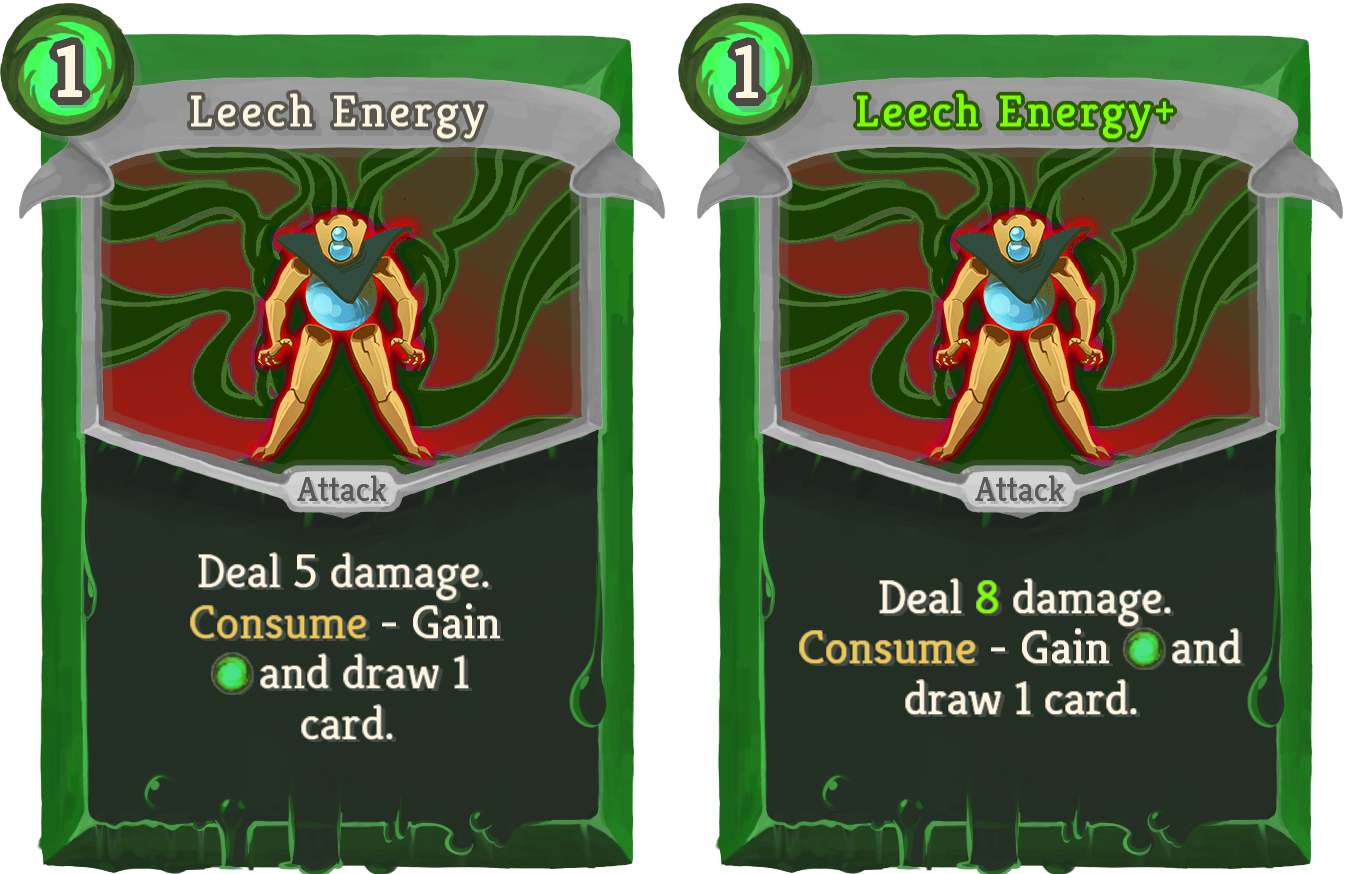 1
Leech Energy
Attack
Deal 5 damage.
Consume - Gain
and draw 1
card.
1
Leech Energy+
Attack
Deal 8 damage.
Consume - Gain and
draw 1 card.